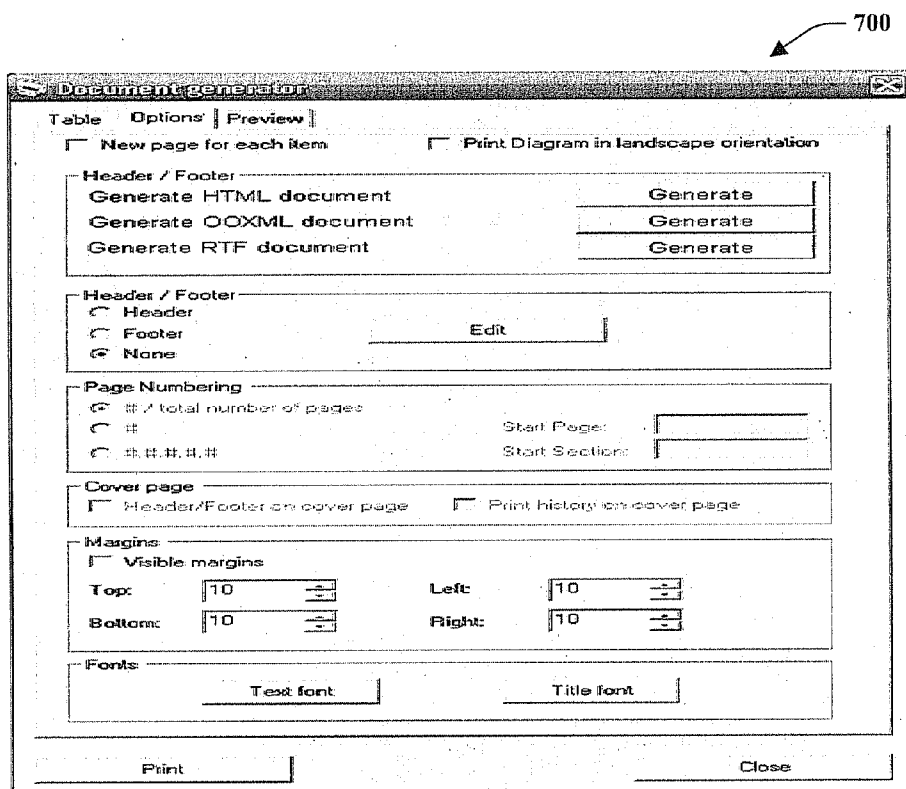 700
Document generator
Table Options Preview
New page for each item Print Diagram in landscape orientation
Header / Footer
Generate HTML document Generate
Generate OOXML document Generate
Generate RTF document Generate
Header / Footer
Header
Footer Edit
None
Page Numbering
# / total number of pages
# Start Page:
#.#.#.#.# Start Section:
Cover page
Header/Footer on cover page Print history on cover page
Margins
Visible margins
Top: 10 Left: 10
Bottom: 10 Right: 10
Fonts
Text font Title font
Print Close